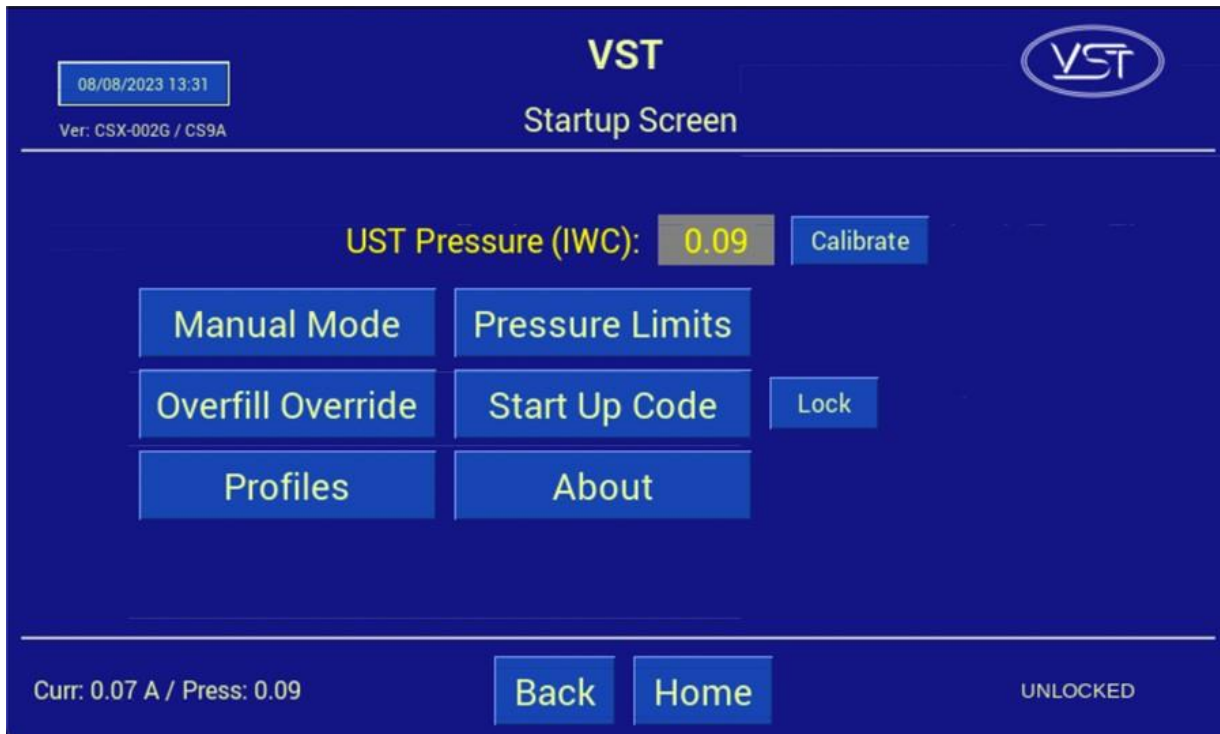 VST
VST
08/08/2023 13:31
Startup Screen
Ver: CSX-002G / CS9A
UST Pressure (IWC): 0.09 Calibrate
Manual Mode Pressure Limits
Overfill Override Start Up Code Lock
Profiles About
Curr: 0.07 A / Press: 0.09 Back Home UNLOCKED